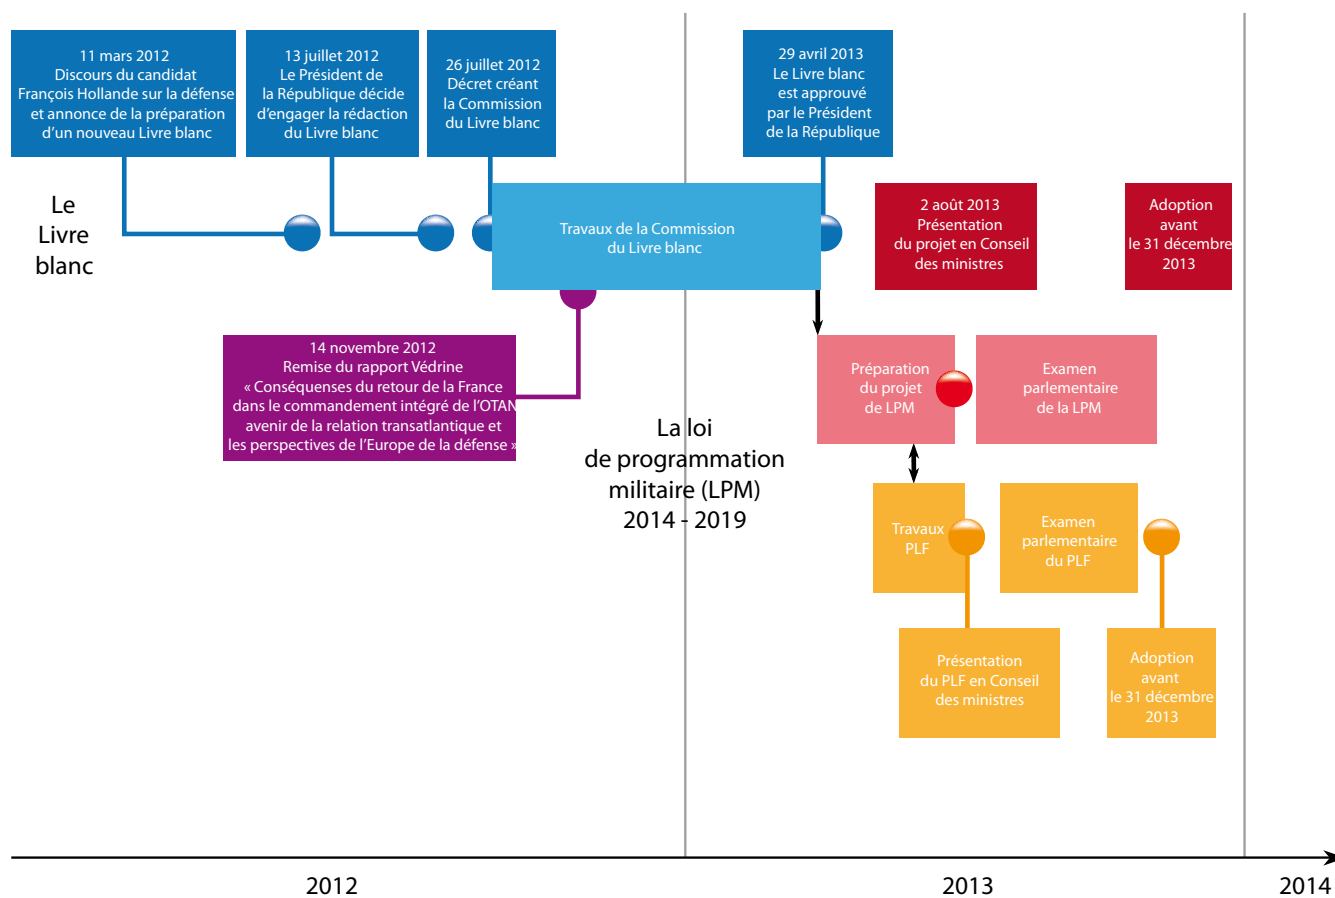 11 mars 2012
Discours du candidat
François Hollande sur la défense
et annonce de la préparation
d'un nouveau Livre blanc
13 juillet 2012
Le Président de
la République décide
d'engager la rédaction
du Livre blanc
26 juillet 2012
Décret créant
la Commission
du Livre blanc
29 avril 2013
Le Livre blanc
est approuvé
par le Président
de la République
Le
Livre
blanc
Travaux de la Commission
du Livre blanc
2 août 2013
Présentation
du projet en Conseil
des ministres
Adoption
avant
le 31 décembre
2013
14 novembre 2012
Remise du rapport Védrine
« Conséquenses du retour de la France
dans le commandement intégré de l'OTAN
avenir de la relation transatlantique et
les perspectives de l'Europe de la défense »
La loi
de programmation
militaire (LPM)
2014 - 2019
Préparation
du projet
de LPM
Examen
parlementaire
de la LPM
Travaux
PLF
Examen
parlementaire
du PLF
Présentation
du PLF en Conseil
des ministres
Adoption
avant
le 31 décembre
2013
2012
2013
2014